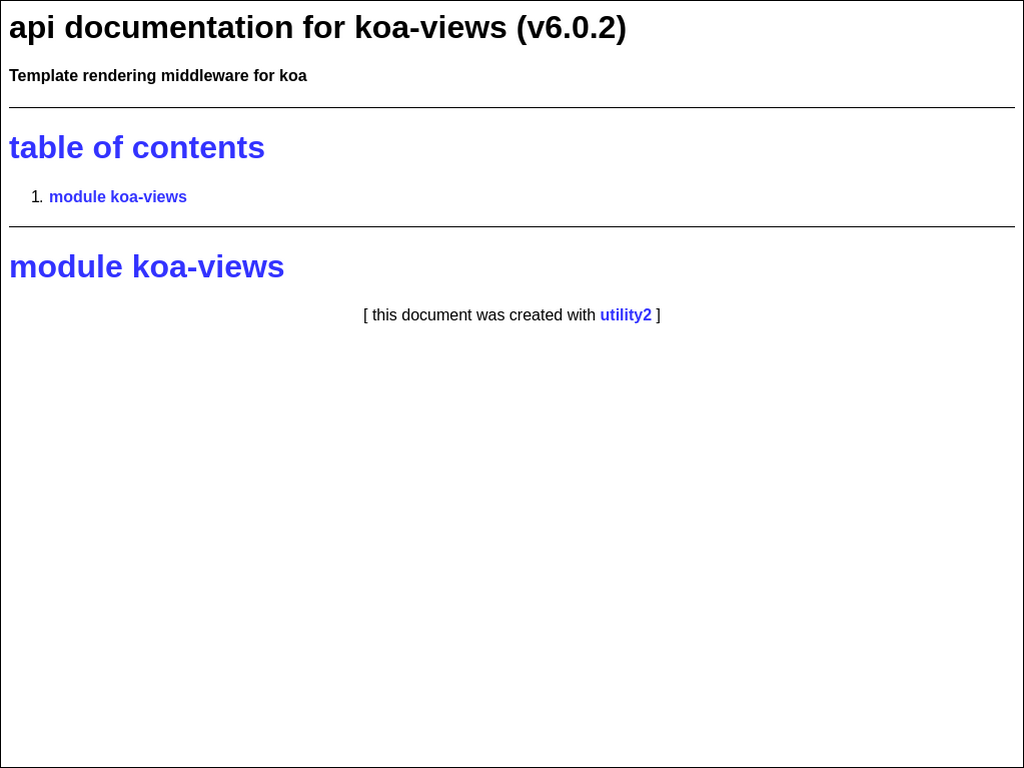 api documentation for koa-views (v6.0.2)
Template rendering middleware for koa
table of contents
1. module koa-views
module koa-views
[ this document was created with utility2 ]